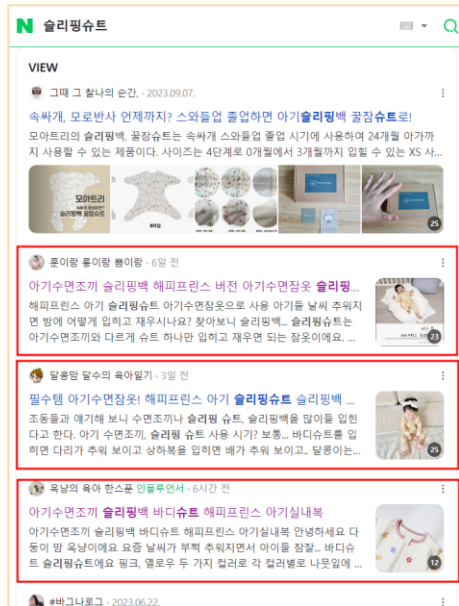 N 슬리핑슈트
VIEW
그때 그 찰나의 순간, · 2023.09.07.
속싸개, 모로반사 언제까지? 스와들업 졸업하면 아기슬리핑백 꿀잠슈트로!
모아트리의 슬리핑백, 꿀잠슈트는 속싸개 스와들업 졸업 시기에 사용하여 24개월 아가까
지 사용할 수 있는 제품이다. 사이즈는 4단계로 0개월에서 3개월까지 입힐 수 있는 XS 사...
모아트리
슬리핑백 꿀잠슈트
25
훈이랑 롱이랑 쁨이랑 · 6일 전
아기수면조끼 슬리핑백 해피프린스 버전 아기수면잠옷 슬리핑...
해피프린스 아기 슬리핑슈트 아기수면잠옷으로 사용 아기들 날씨 추워지
면 밤에 어떻게 입히고 재우시나요? 찾아보니 슬리핑백... 슬리핑슈트는
아기수면조끼와 다르게 슈트 하나만 입히고 재우면 되는 잠옷이에요. ...
23
달콩맘 달수의 육아일기 · 3일 전
필수템 아기수면잠옷! 해피프린스 아기 슬리핑슈트 슬리핑백 ...
조동들과 얘기해 보니 수면조끼나 슬리핑 슈트, 슬리핑백을 많이들 입힌
다고 한다. 아기 수면조끼, 슬리핑 슈트 사용 시기? 보통... 바디슈트를 입
히면 다리가 추워 보이고 상하복을 입히면 배가 추워 보이고.. 달콩이는...
25
옥냥의 육아 한스푼 인플루언서 · 6시간 전
아기수면조끼 슬리핑백 바디슈트 해피프린스 아기실내복
아기수면조끼 슬리핑백 바디슈트 해피프린스 아기실내복 안녕하세요 다
둥이 맘 옥냥이에요 요즘 날씨가 부쩍 추워지면서 아이들 잠잘... 바디슈
트 슬리핑슈트에요 핑크, 옐로우 두 가지 컬러로 각 컬러별로 나뭇잎에 ...
12
#바그나로그 · 2023.06.22.